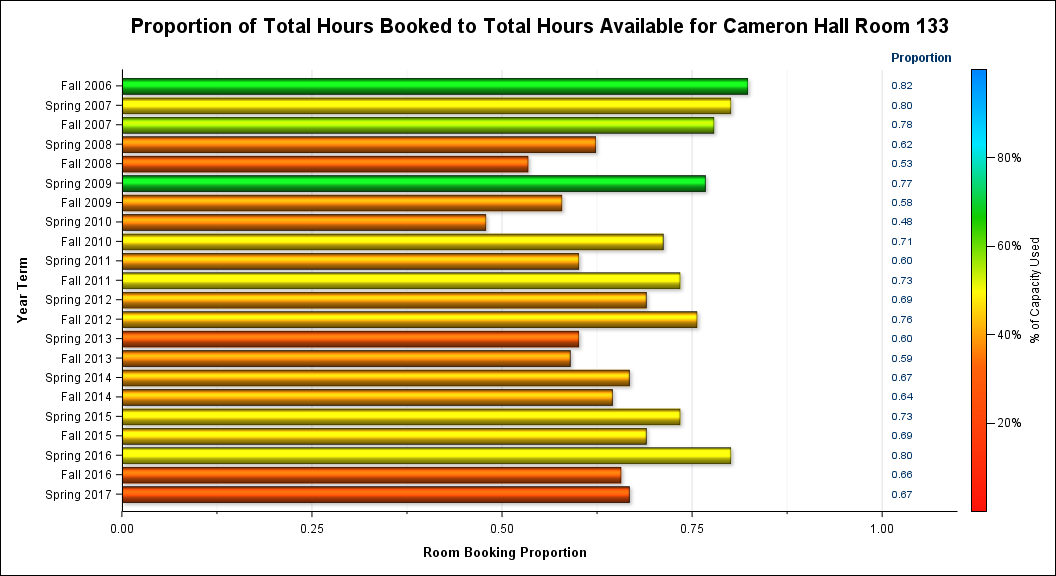 Proportion of Total Hours Booked to Total Hours Available for Cameron Hall Room 133
Proportion
Fall 2006 0.82
Spring 2007 0.80
Fall 2007 0.78
Spring 2008 0.62
Fall 2008 0.53
Spring 2009 0.77
Fall 2009 0.58
Spring 2010 0.48
Fall 2010 0.71
Spring 2011 0.60
Fall 2011 0.73
Spring 2012 0.69
Fall 2012 0.76
Spring 2013 0.60
Fall 2013 0.59
Spring 2014 0.67
Fall 2014 0.64
Spring 2015 0.73
Fall 2015 0.69
Spring 2016 0.80
Fall 2016 0.66
Spring 2017 0.67
Year Term
0.00 0.25 0.50 0.75 1.00
Room Booking Proportion
80%
60%
40%
20%
% of Capacity Used